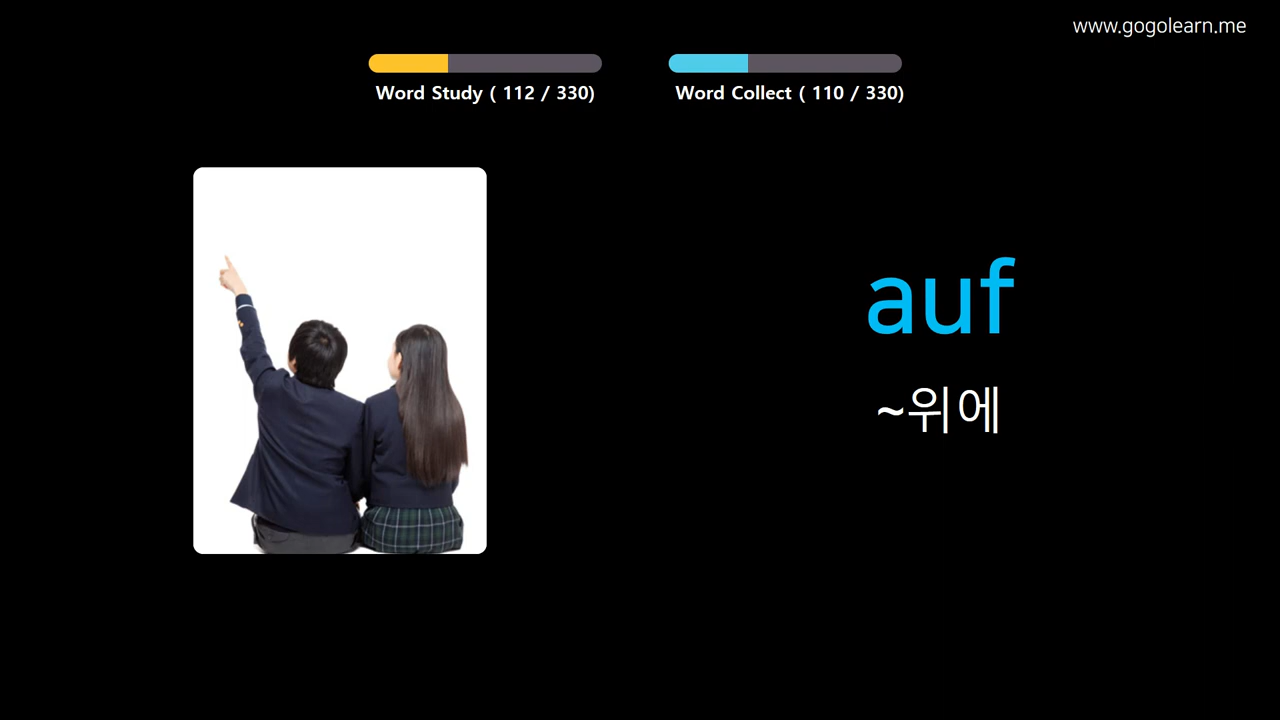 www.gogolearn.me
Word Study ( 112 / 330)
Word Collect ( 110 / 330)
auf
~위에